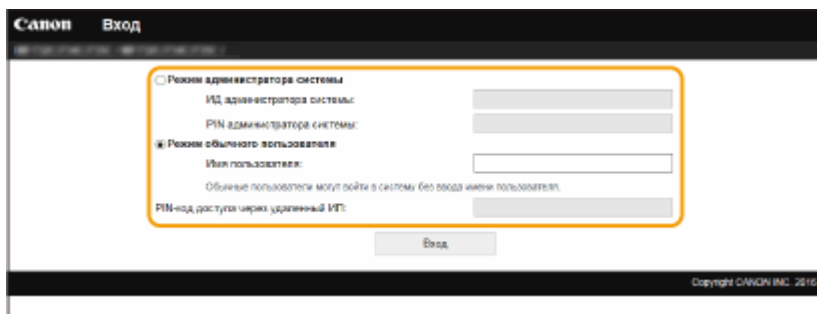 Canon Вход
Режим администратора системы
ИД администратора системы:
PIN администратора системы:
Режим обычного пользователя
Имя пользователя:
Обычные пользователи могут войти в систему без ввода имени пользователя.
PIN-код доступа через удаленный ИП:
Вход
Copyright CANON INC. 2016